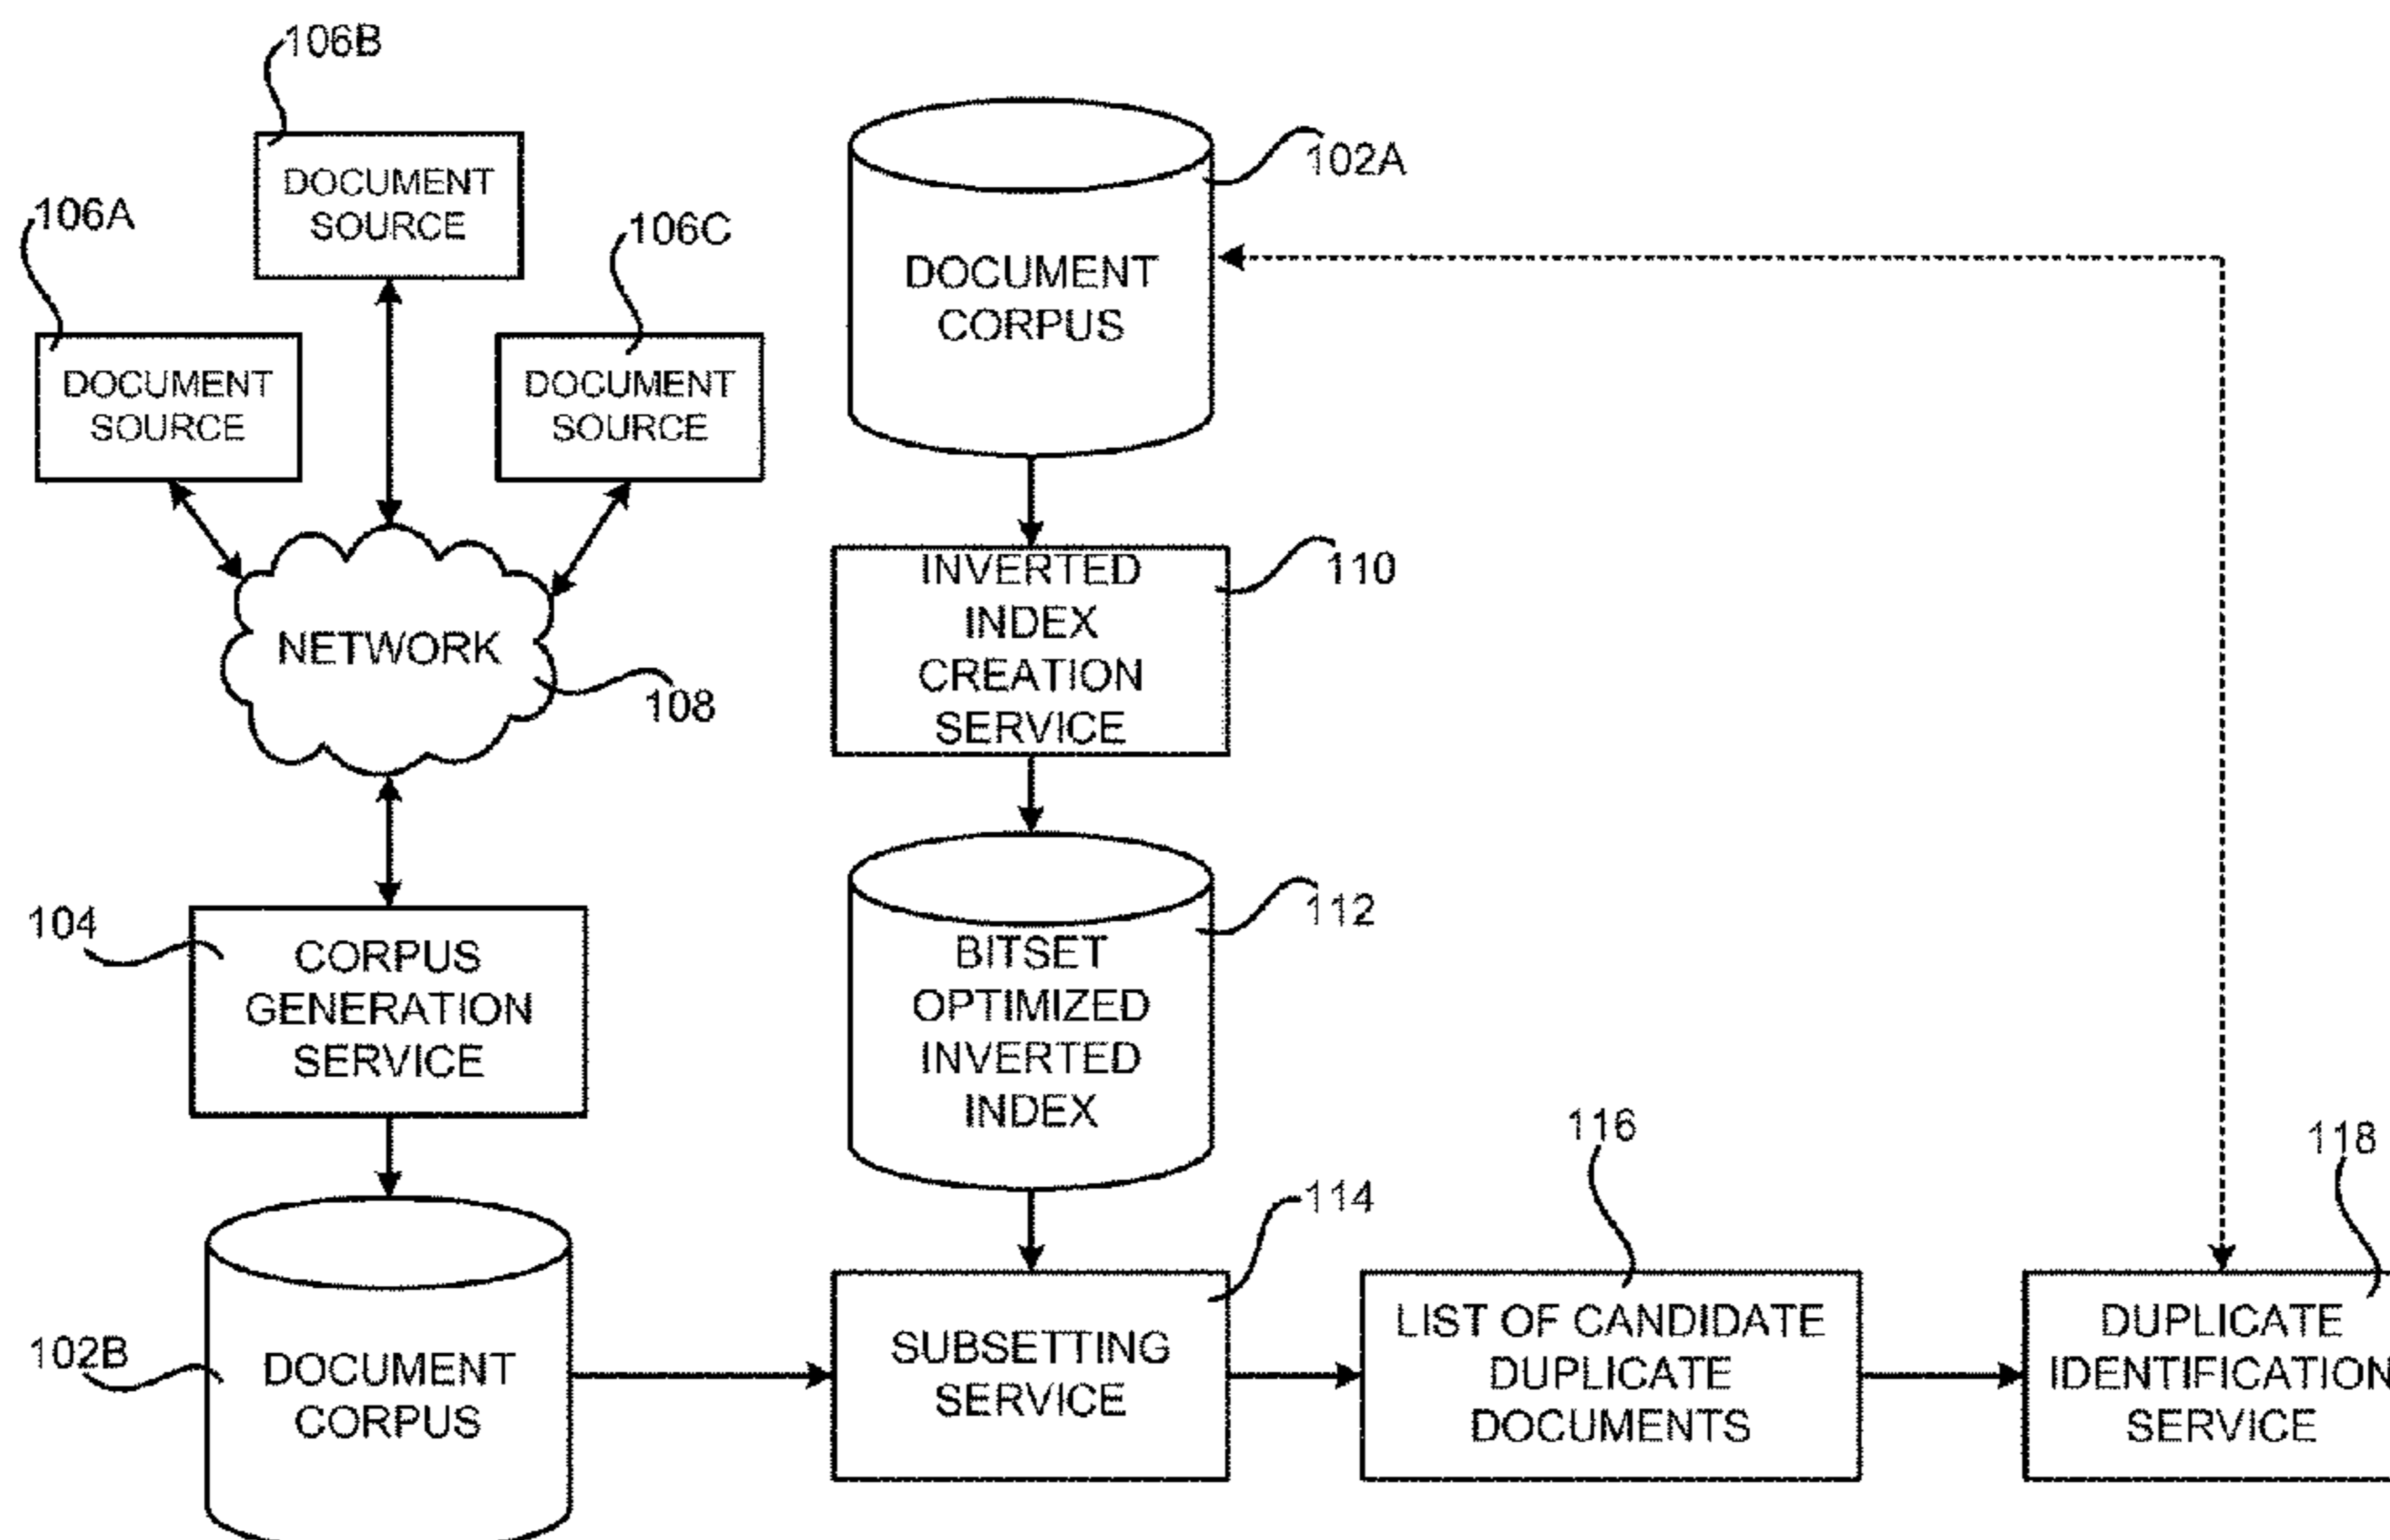 106B
DOCUMENT
SOURCE
106A
DOCUMENT
SOURCE
106C
DOCUMENT
SOURCE
NETWORK
108
104
CORPUS
GENERATION
SERVICE
102B
DOCUMENT
CORPUS
102A
DOCUMENT
CORPUS
110
INVERTED
INDEX
CREATION
SERVICE
112
BITSET
OPTIMIZED
INVERTED
INDEX
114
SUBSETTING
SERVICE
116
LIST OF CANDIDATE
DUPLICATE
DOCUMENTS
118
DUPLICATE
IDENTIFICATION
SERVICE